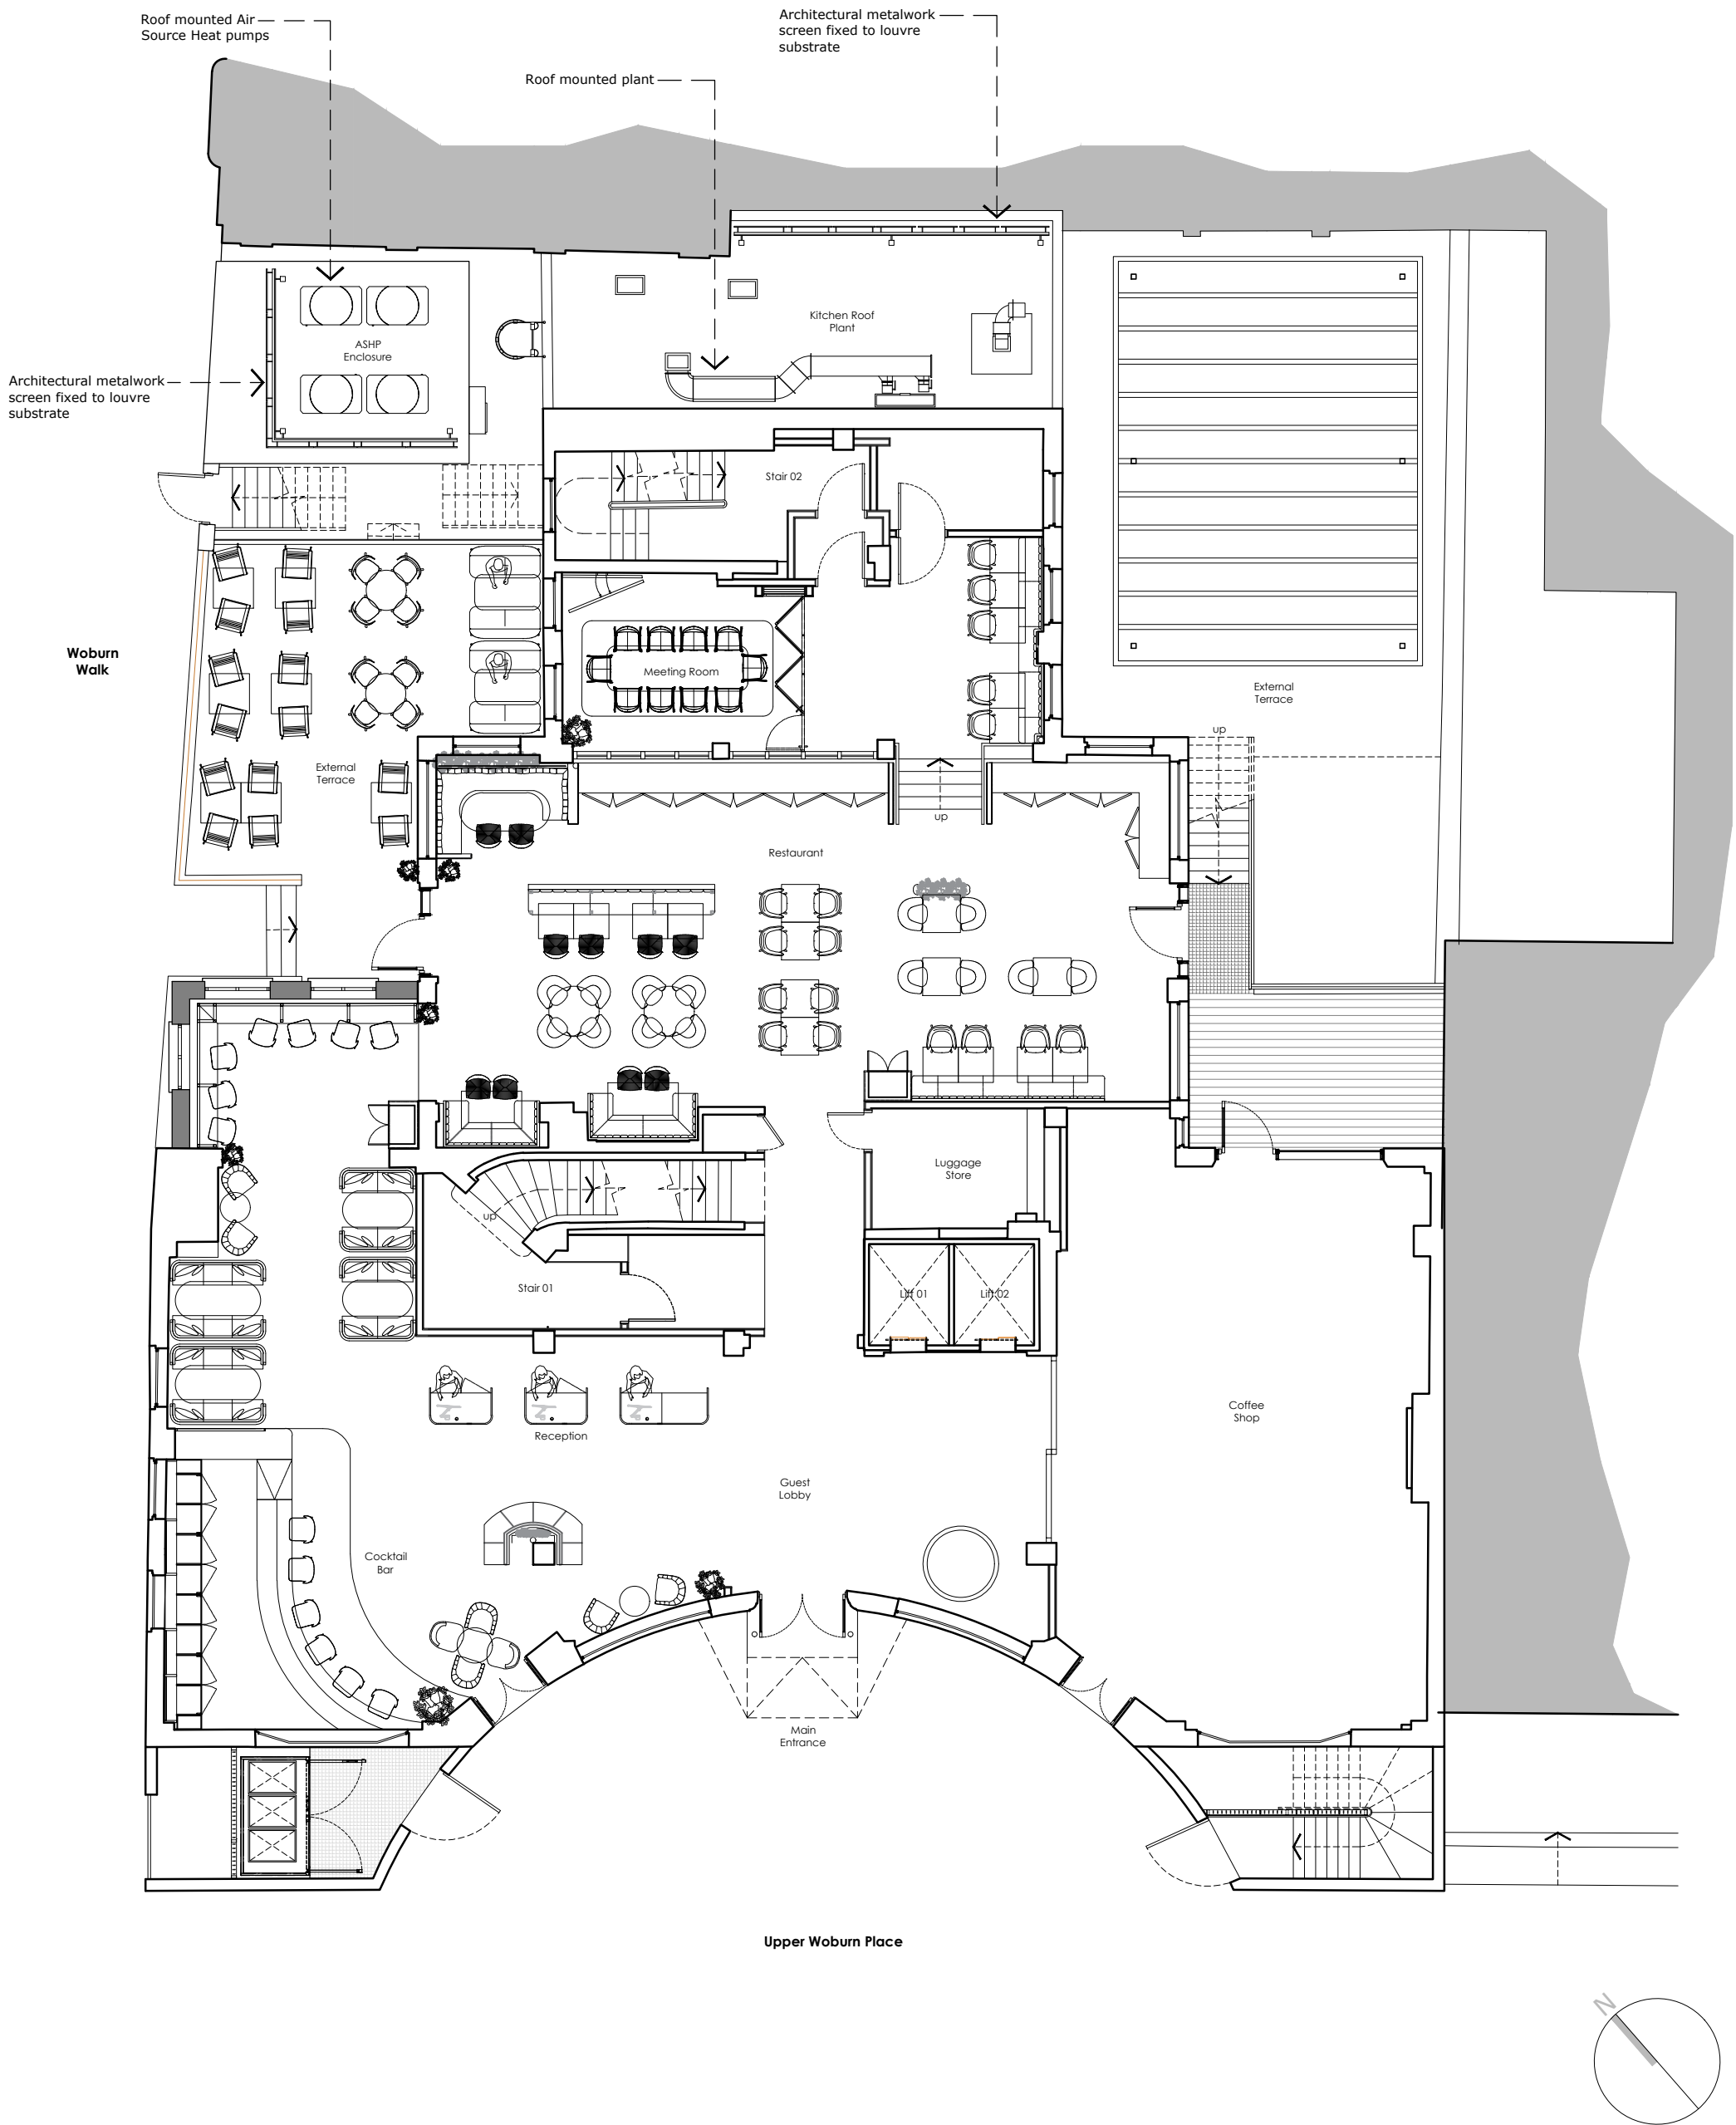 Roof mounted Air
Source Heat pumps
Architectural metalwork
screen fixed to louvre
substrate
Roof mounted plant
Kitchen Roof
Plant
ASHP
Enclosure
Architectural metalwork
screen fixed to louvre
substrate
Stair 02
Woburn
Walk
Meeting Room
External
Terrace
up
External
Terrace
up
Restaurant
Luggage
Store
up
Stair 01
Lift 01
Lift 02
Coffee
Shop
Reception
Guest
Lobby
Cocktail
Bar
Main
Entrance
Upper Woburn Place
N